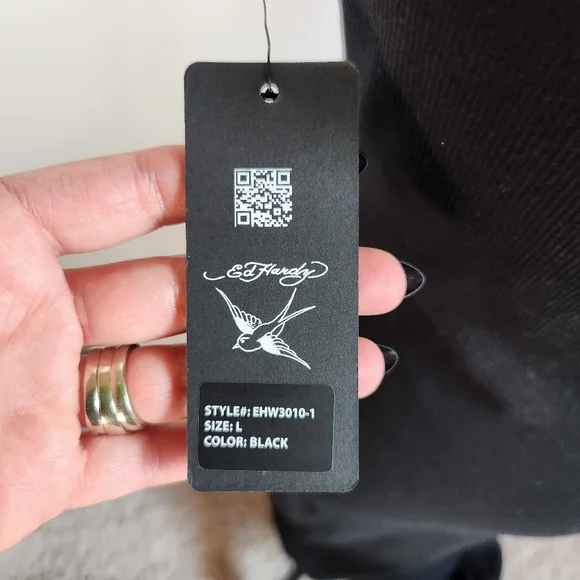 Ed Hardy
STYLE#: EHW3010-1
SIZE: L
COLOR: BLACK